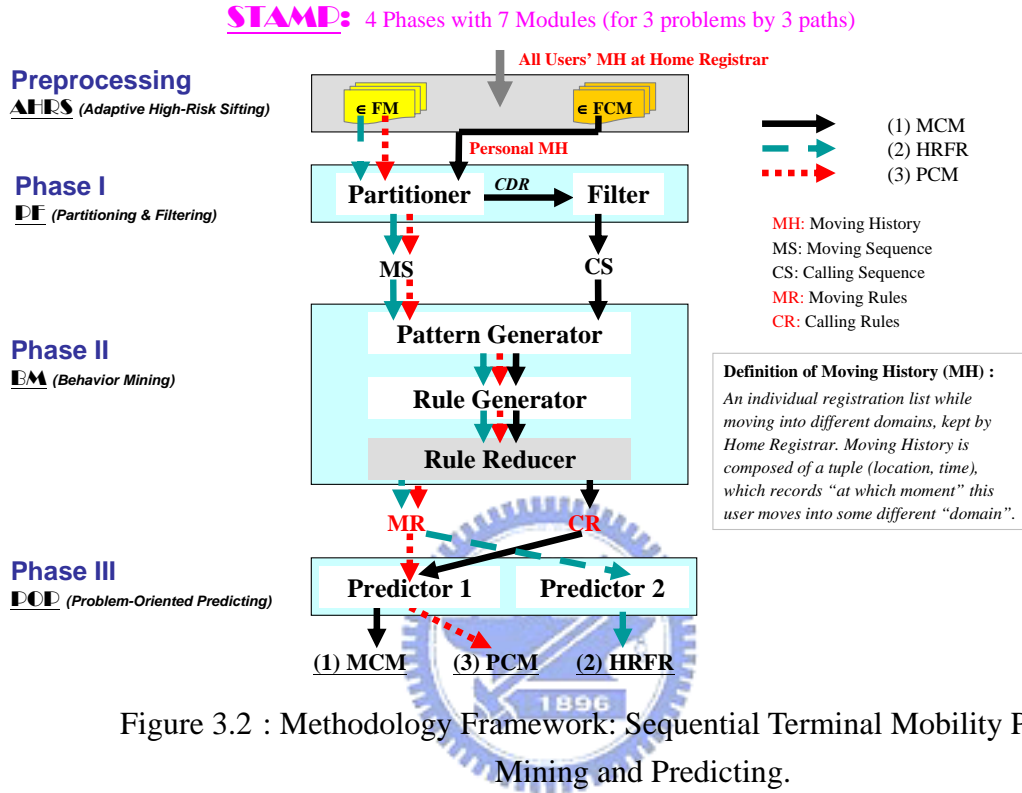 STAMP: 4 Phases with 7 Modules (for 3 problems by 3 paths)
All Users' MH at Home Registrar
Preprocessing
AHRS (Adaptive High-Risk Sifting)
∈ FM
∈ FCM
Personal MH
(1) MCM
(2) HRFR
(3) PCM
Phase I
PF (Partitioning & Filtering)
Partitioner
CDR
Filter
MS
CS
MH: Moving History
MS: Moving Sequence
CS: Calling Sequence
MR: Moving Rules
CR: Calling Rules
Phase II
BM (Behavior Mining)
Pattern Generator
Rule Generator
Rule Reducer
Definition of Moving History (MH) :
An individual registration list while
moving into different domains, kept by
Home Registrar. Moving History is
composed of a tuple (location, time),
which records “at which moment” this
user moves into some different “domain”.
MR
CR
Phase III
POP (Problem-Oriented Predicting)
Predictor 1
Predictor 2
(1) MCM
(3) PCM
(2) HRFR
1896
Figure 3.2 : Methodology Framework: Sequential Terminal Mobility P
Mining and Predicting.